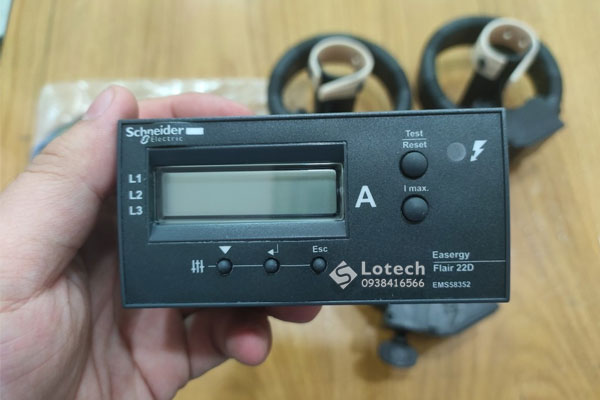 Schneider
Electric
L1
L2
L3
A
Test
Reset
I max.
Esc
Easergy
Flair 22D
EMS58352
Lotech
0938416566